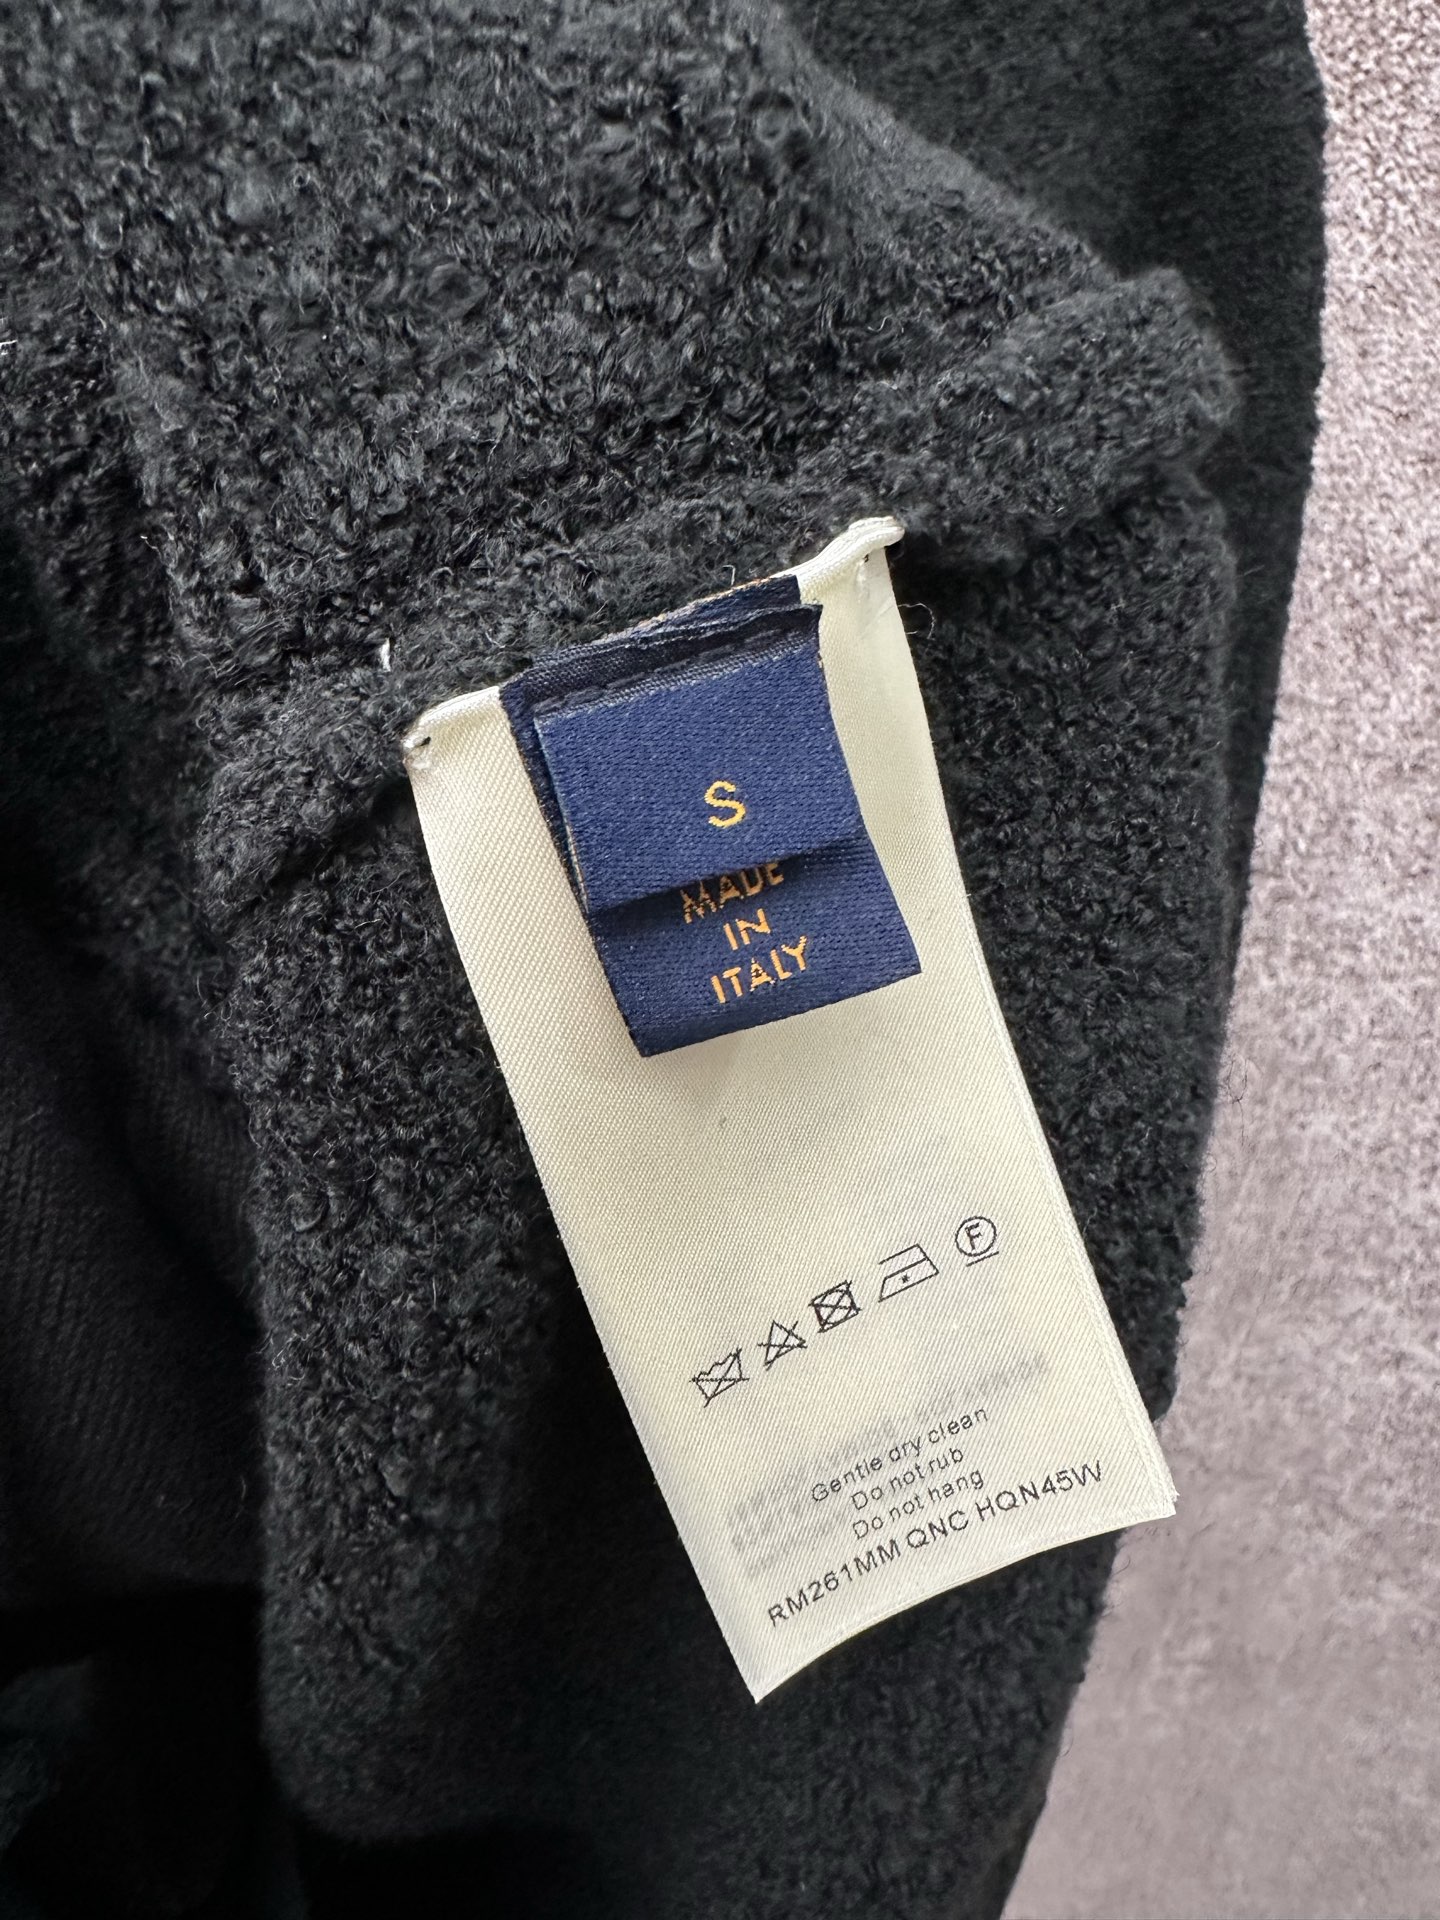 S
MADE
IN
ITALY
F
Gentle dry clean
Do not rub
Do not hang
RM261MM QNC HQN45W